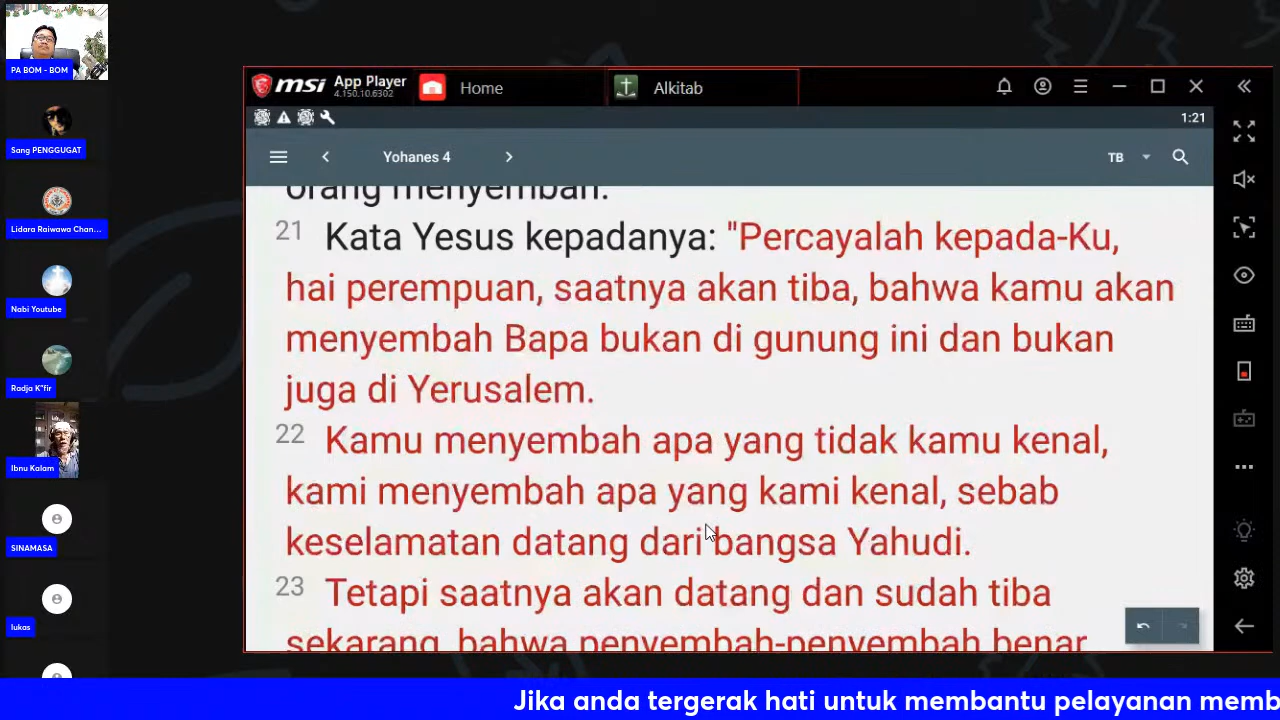 PA BOM - BOM
Sang PENGGUGAT
Lidara Raiwawa Chan...
Nabi Youtube
Radja K"fir
Ibnu Kalam
SINAMASA
lukas
msi App Player
4.150.10.6302
Home
Alkitab
1:21
Yohanes 4
TB
orang menyembah.
21 Kata Yesus kepadanya: "Percayalah kepada-Ku,
hai perempuan, saatnya akan tiba, bahwa kamu akan
menyembah Bapa bukan di gunung ini dan bukan
juga di Yerusalem.
22 Kamu menyembah apa yang tidak kamu kenal,
kami menyembah apa yang kami kenal, sebab
keselamatan datang dari bangsa Yahudi.
23 Tetapi saatnya akan datang dan sudah tiba
sekarang, bahwa penyembah-penyembah benar
Jika anda tergerak hati untuk membantu pelayanan memb